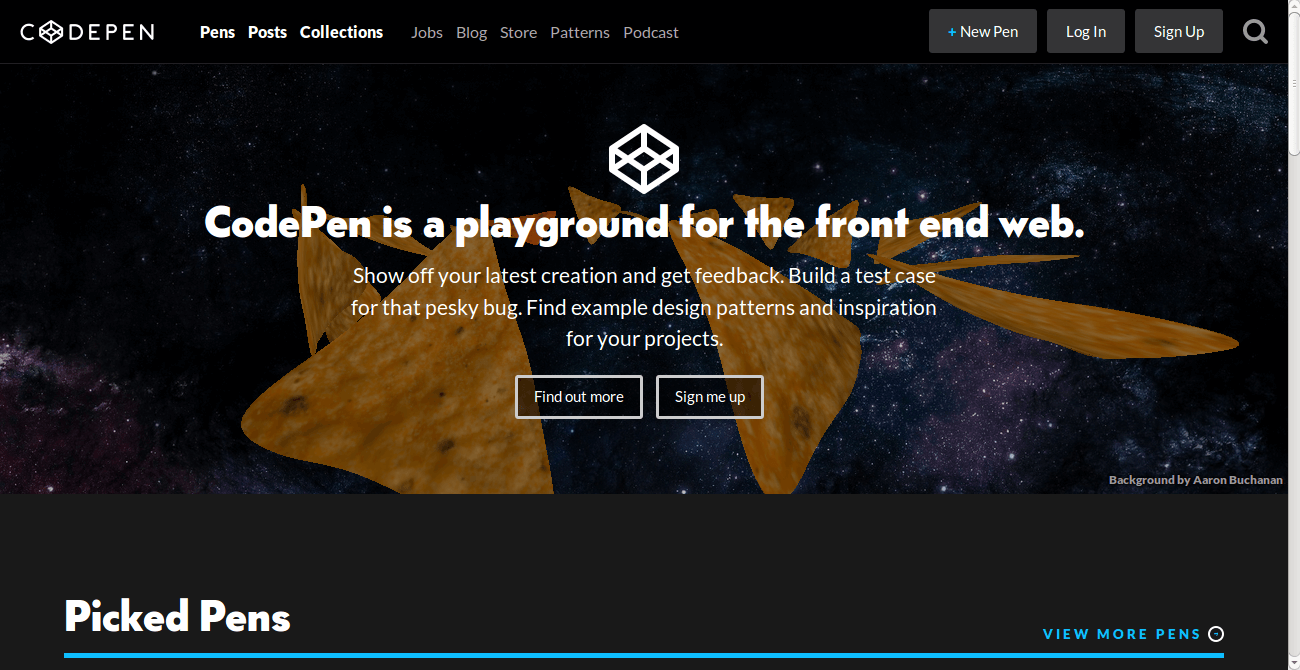 CODEPEN Pens Posts Collections Jobs Blog Store Patterns Podcast + New Pen Log In Sign Up
CodePen is a playground for the front end web.
Show off your latest creation and get feedback. Build a test case
for that pesky bug. Find example design patterns and inspiration
for your projects.
Find out more Sign me up
Background by Aaron Buchanan
Picked Pens
VIEW MORE PENS